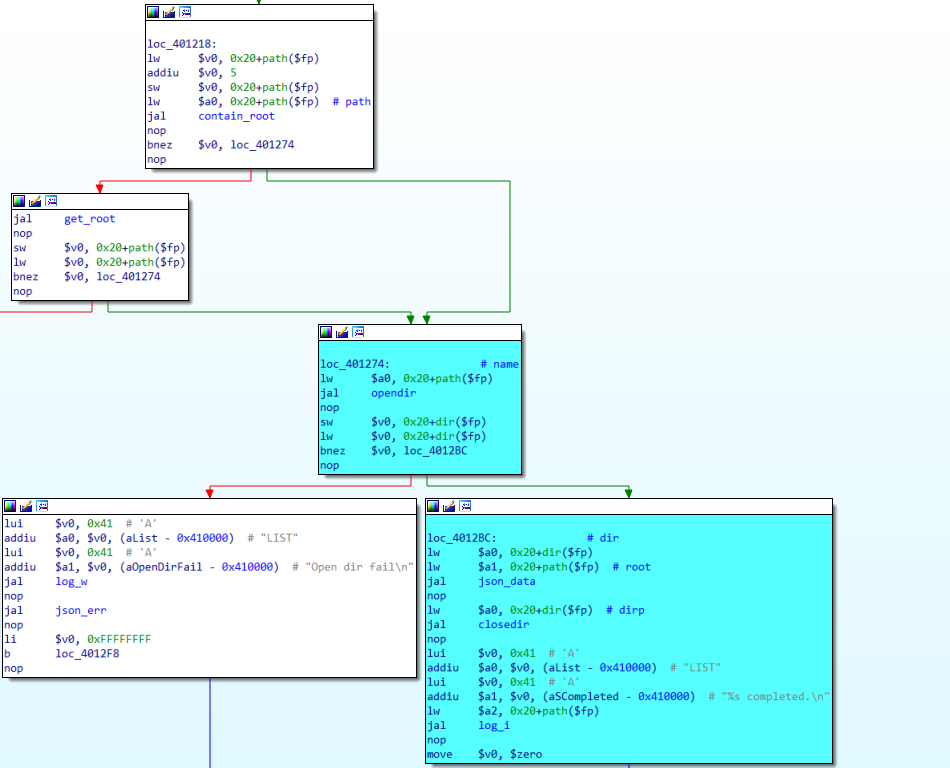 loc_401218:
lw $v0, 0x20+path($fp)
addiu $v0, 5
sw $v0, 0x20+path($fp)
lw $a0, 0x20+path($fp) # path
jal contain_root
nop
bnez $v0, loc_401274
nop
jal get_root
nop
sw $v0, 0x20+path($fp)
lw $v0, 0x20+path($fp)
bnez $v0, loc_401274
nop
loc_401274: # name
lw $a0, 0x20+path($fp)
jal opendir
nop
sw $v0, 0x20+dir($fp)
lw $v0, 0x20+dir($fp)
bnez $v0, loc_4012BC
nop
lui $v0, 0x41 # 'A'
addiu $a0, $v0, (aList - 0x410000) # "LIST"
lui $v0, 0x41 # 'A'
addiu $a1, $v0, (aOpenDirFail - 0x410000) # "Open dir fail\n"
jal log_w
nop
jal json_err
nop
li $v0, 0xFFFFFFFF
b loc_4012F8
nop
loc_4012BC: # dir
lw $a0, 0x20+dir($fp)
lw $a1, 0x20+path($fp) # root
jal json_data
nop
lw $a0, 0x20+dir($fp) # dirp
jal closedir
nop
lui $v0, 0x41 # 'A'
addiu $a0, $v0, (aList - 0x410000) # "LIST"
lui $v0, 0x41 # 'A'
addiu $a1, $v0, (aSCompleted - 0x410000) # "%s completed.\n"
lw $a2, 0x20+path($fp)
jal log_i
nop
move $v0, $zero